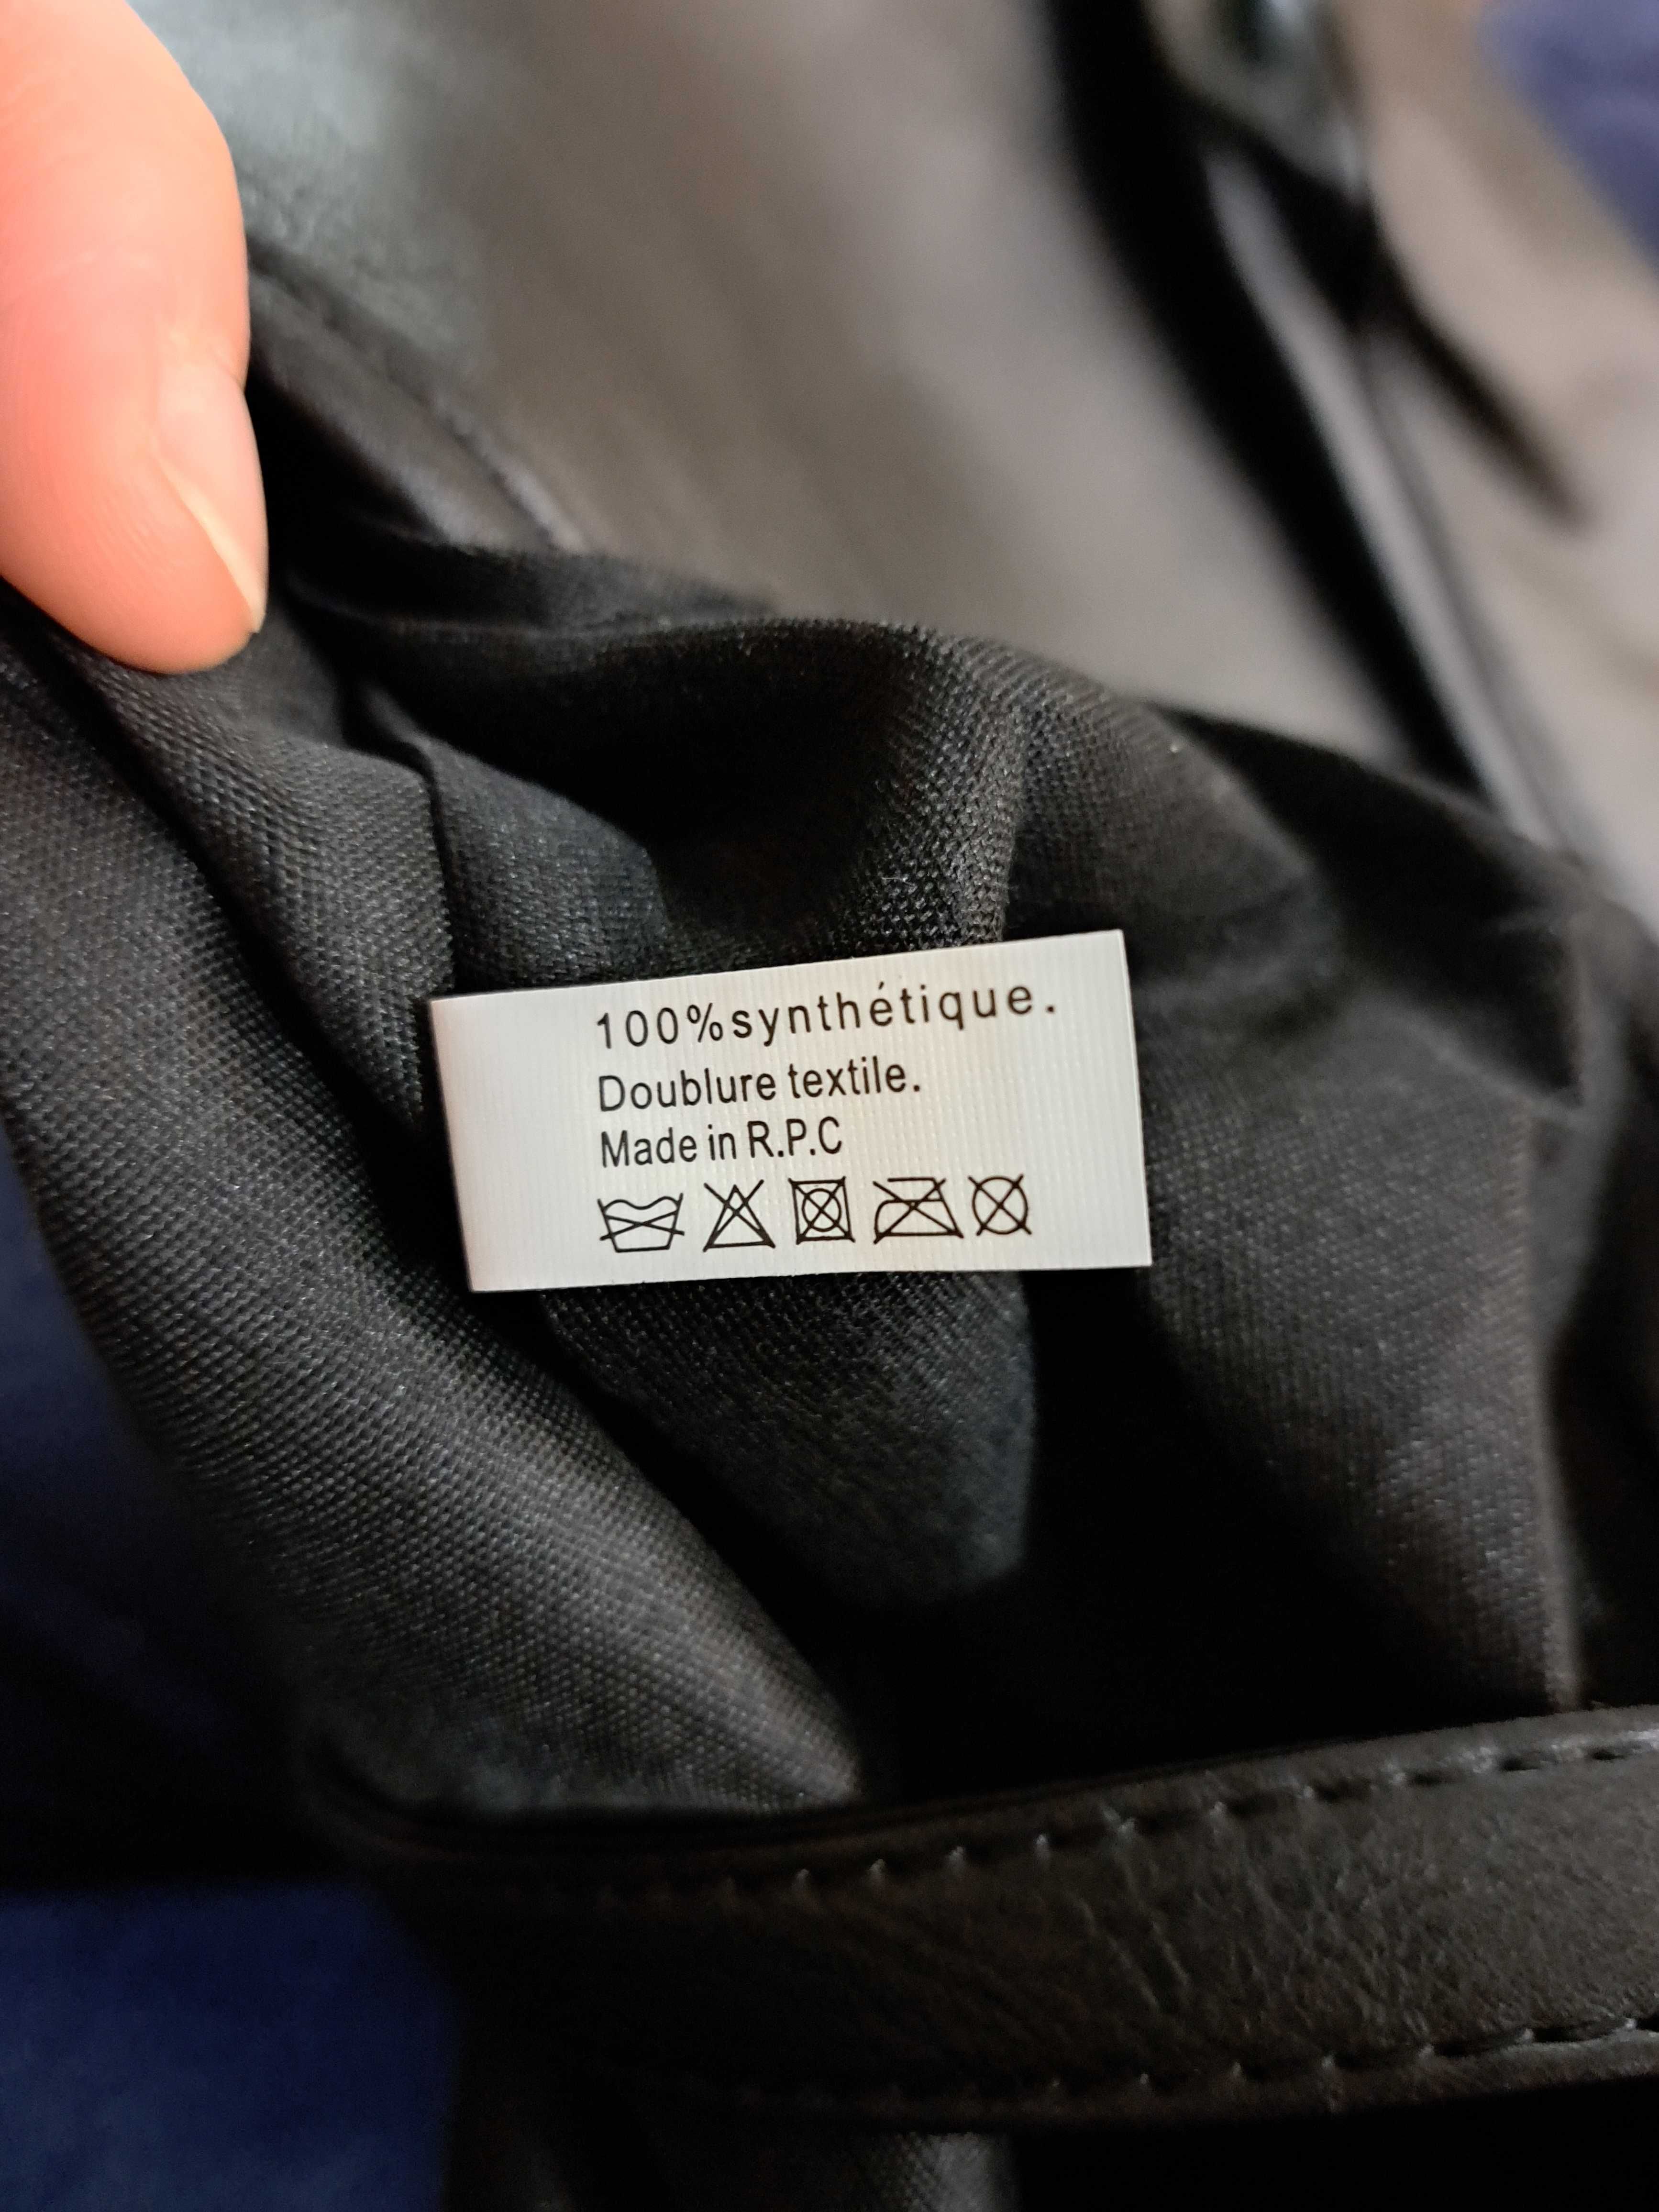 100%synthétique.
Doublure textile.
Made in R.P.C